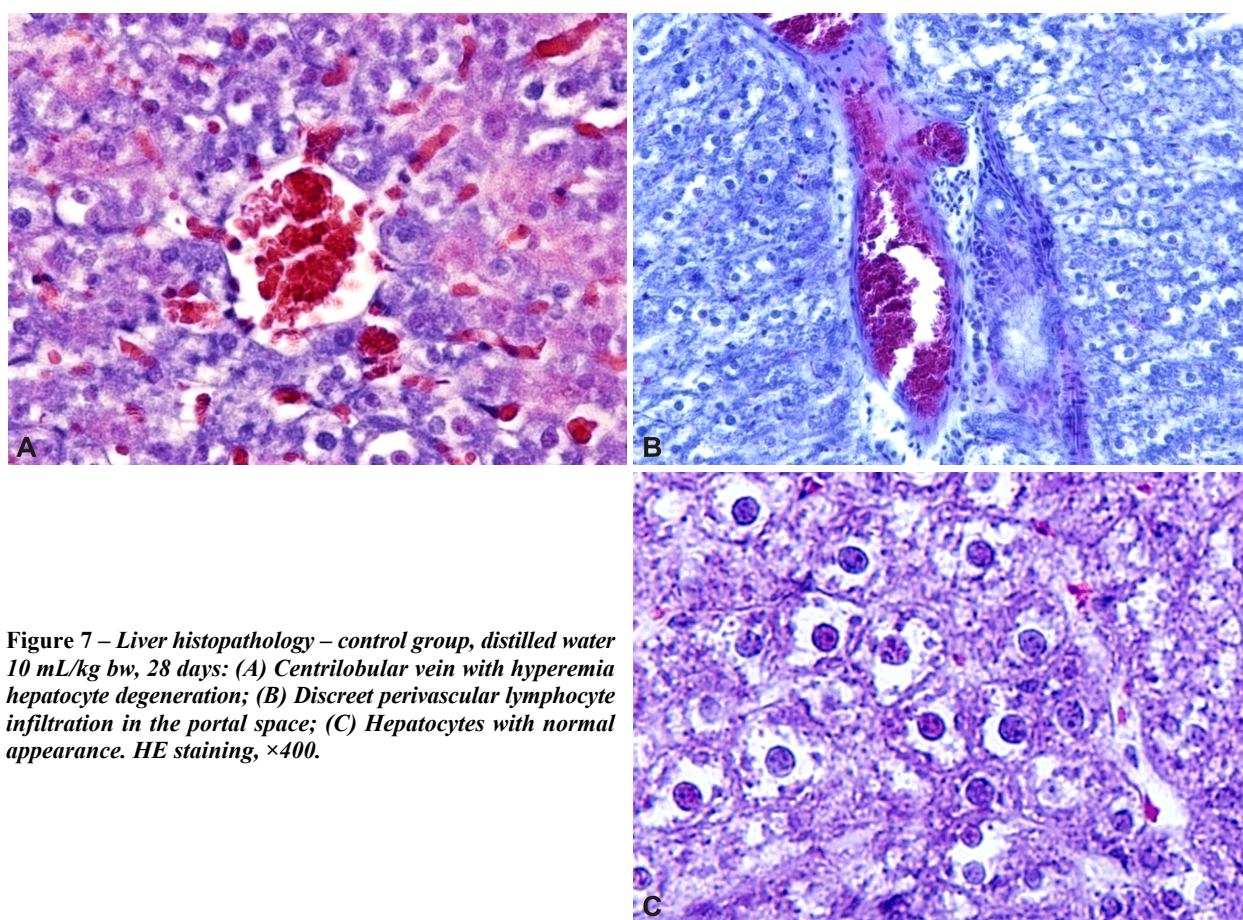 A
B
Figure 7 – Liver histopathology – control group, distilled water
10 mL/kg bw, 28 days: (A) Centrilobular vein with hyperemia
hepatocyte degeneration; (B) Discreet perivascular lymphocyte
infiltration in the portal space; (C) Hepatocytes with normal
appearance. HE staining, ×400.
C